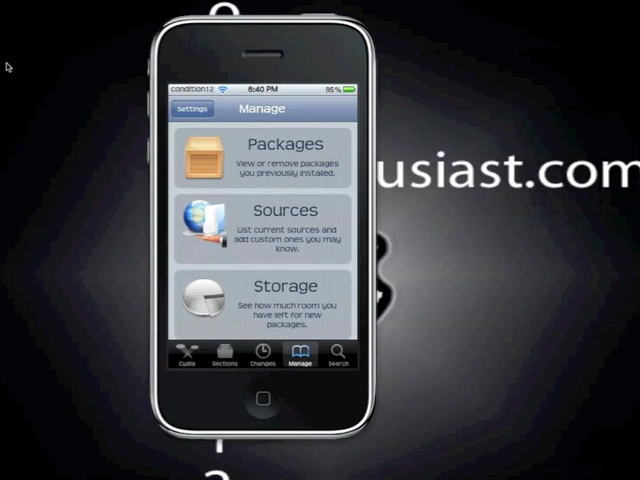 condition12 6:40 PM 95%
Settings Manage
Packages
View or remove packages
you previously installed.
usiast.com
Sources
List current sources and
add custom ones you may
know.
Storage
See how much room you
have left for new
packages.
Cydia Sections Changes Manage Search